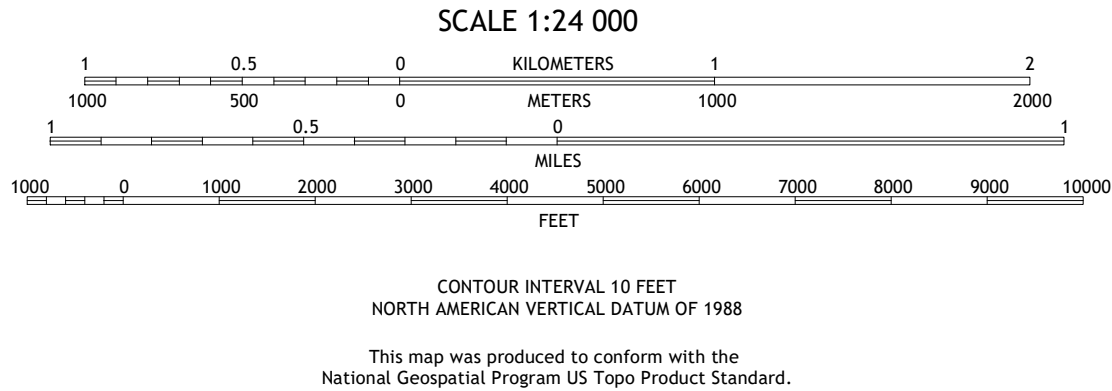 SCALE 1:24 000
1 0.5 0 KILOMETERS 1 2
1000 500 0 METERS 1000 2000
1 0.5 0 1
MILES
1000 0 1000 2000 3000 4000 5000 6000 7000 8000 9000 10000
FEET
CONTOUR INTERVAL 10 FEET
NORTH AMERICAN VERTICAL DATUM OF 1988
This map was produced to conform with the
National Geospatial Program US Topo Product Standard.